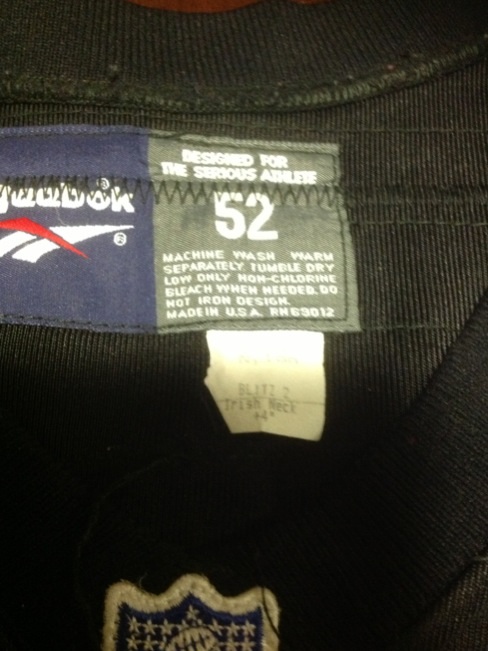 DESIGNED FOR
THE SERIOUS ATHLETE
Reebok
52
MACHINE WASH WARM
SEPARATELY TUMBLE DRY
LOW ONLY NON-CHLORINE
BLEACH WHEN NEEDED. DO
NOT IRON DESIGN.
MADE IN U.S.A. RN69012
BLITZ 2
Irish Neck
+4"